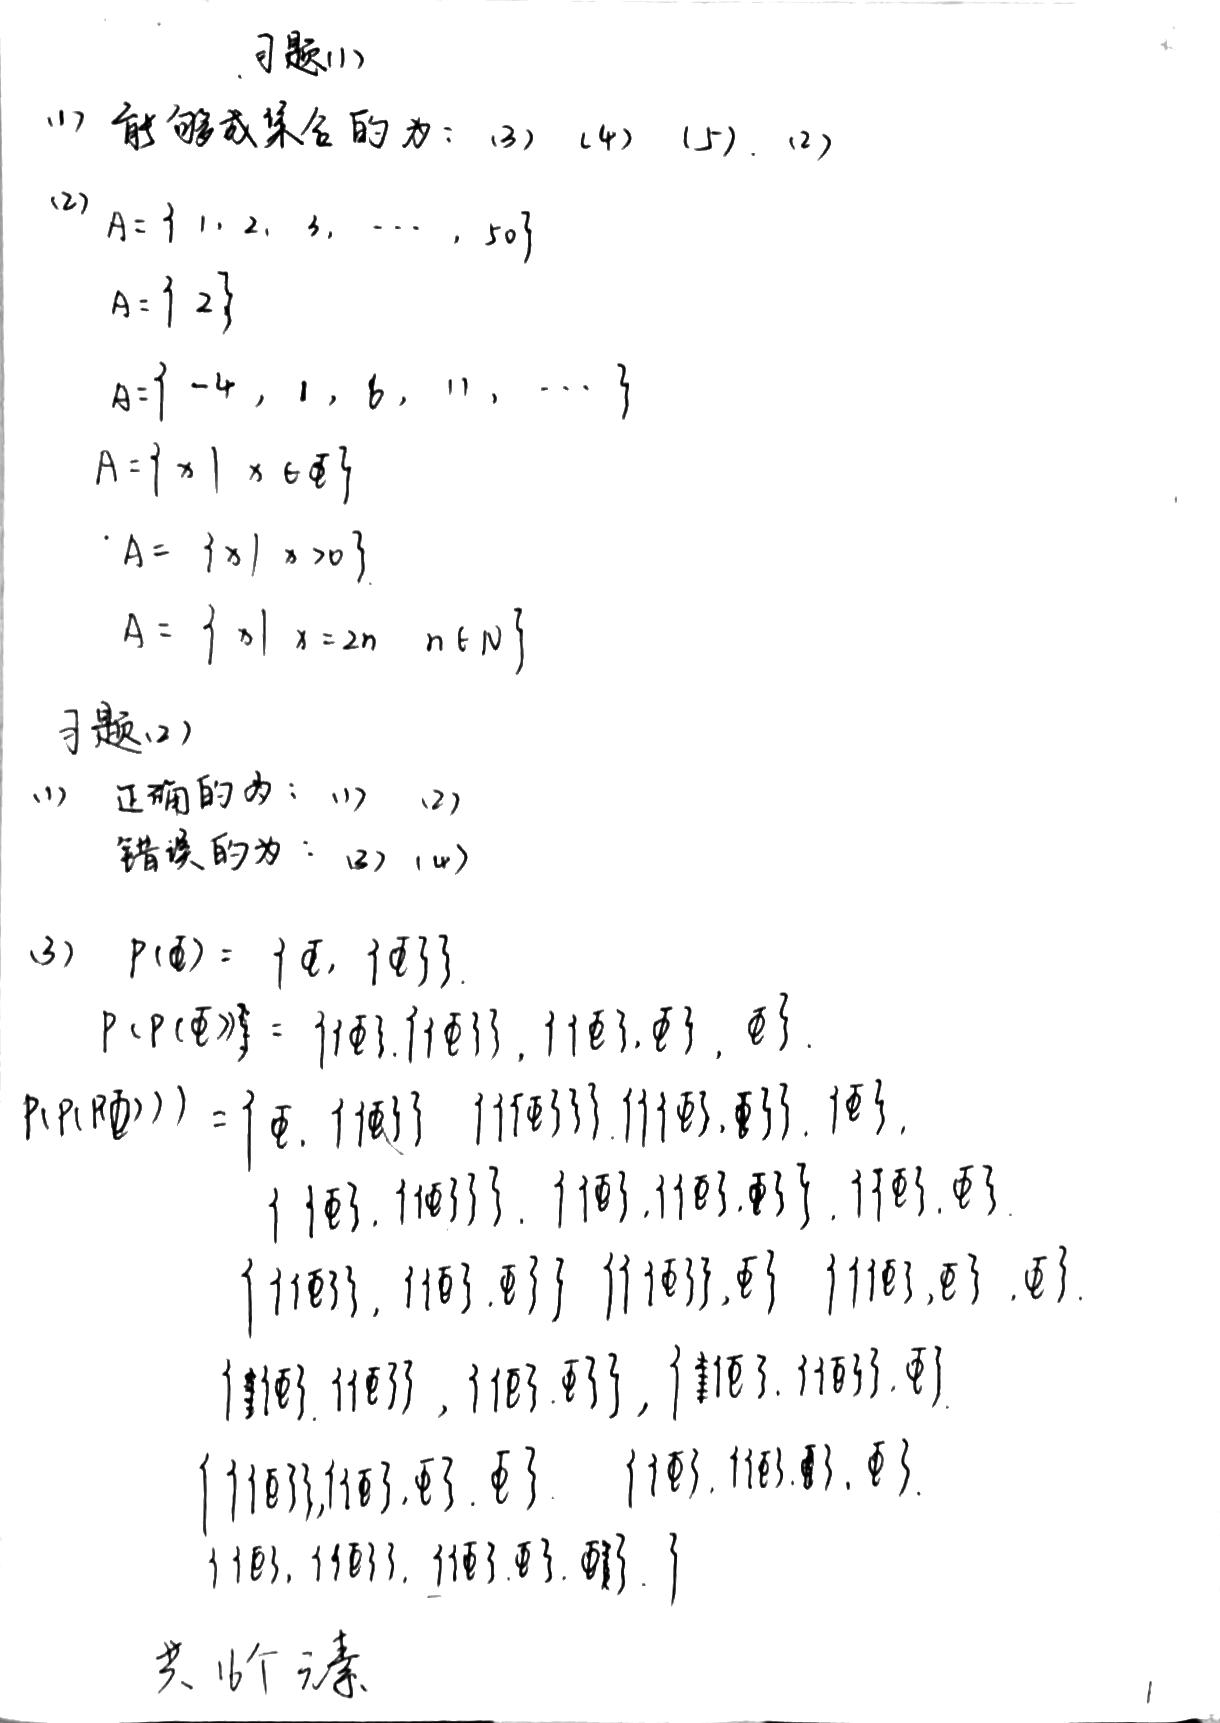 习题(1)
(1) 能够成集合的为: (3) (4) (5). (2)
(2) A={1, 2, 3, …, 50}
A={2}
A={-4, 1, 6, 11, …}
A={x| x∈Φ}
A= {x| x>0}
A= {x| x=2n n∈N}
习题(2)
(1) 正确的为: (1) (2)
错误的为: (3) (4)
(3) P(Φ)= {Φ, {Φ}}.
P(P(Φ))= {{Φ}.{{Φ}}, {{Φ}.Φ}, Φ}.
P(P(P(Φ)))={Φ. {{Φ}} {{{Φ}}}.{{{Φ},Φ}}. {Φ},
{{Φ}. {{Φ}}}. {{Φ}.{{Φ}.Φ}}. {{Φ}.Φ}.
{{{Φ}}, {{Φ}.Φ}} {{{Φ}},Φ} {{{Φ},Φ}.Φ}.
{{Φ}. {{Φ}}, {{Φ}.Φ}}, {{Φ}. {{Φ}}.Φ}.
{{{Φ}},{{Φ}.Φ}.Φ}. {{Φ}. {{Φ}.Φ}. Φ}.
{{Φ}. {{Φ}}. {{Φ}.Φ}.Φ}. }
共 16个元素
1